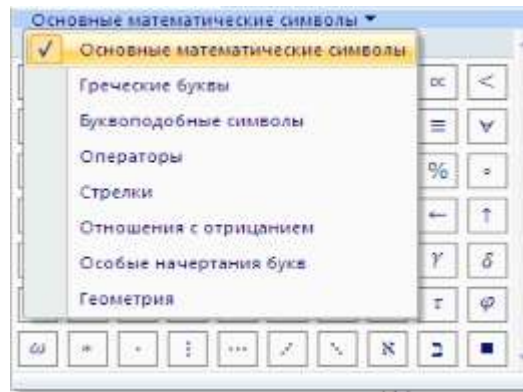 Основные математические символы
Основные математические символы
Греческие буквы
Буквоподобные символы
Операторы
Стрелки
Отношения с отрицанием
Особые начертания букв
Геометрия
∝ <
≡ ∀
% ∘
← ↑
γ δ
τ φ
ω * ∙ ⋮ ⋯ ⋰ ⋱ ℵ ℶ ∎